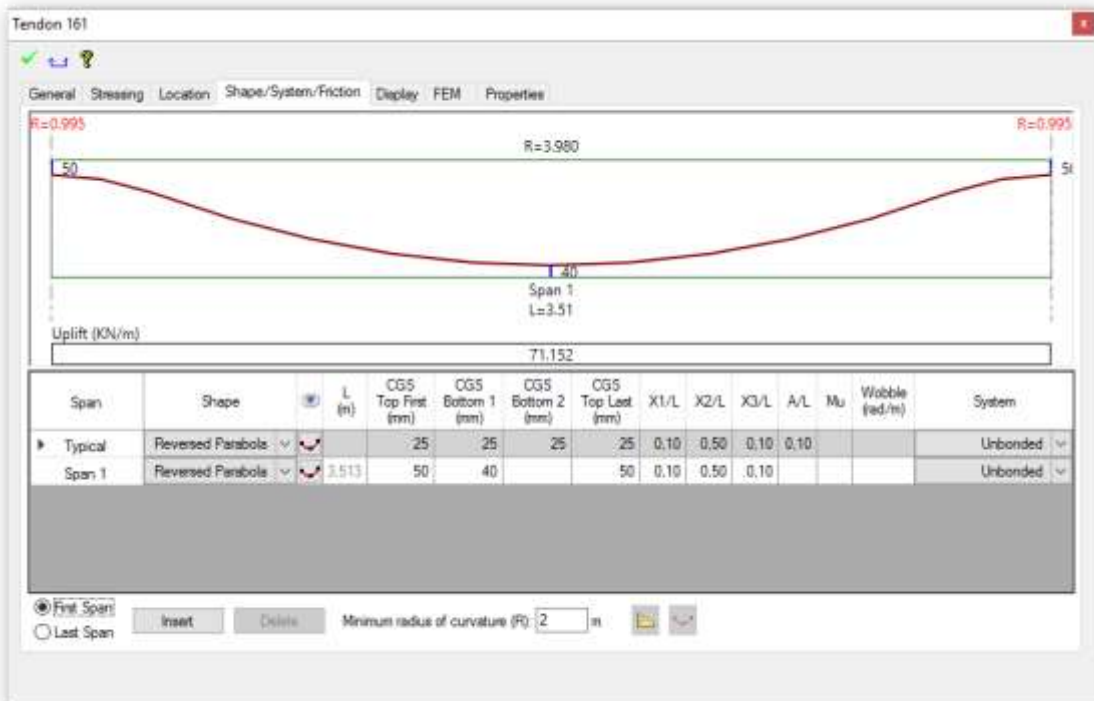 Tendon 161
x
General Stressing Location Shape/System/Friction Display FEM Properties
R=0.995 R=0.995
R=3.980
50
40
Span 1
L=3.51
Uplift (KN/m)
71.152
Span Shape L (m) CGS Top First (mm) CGS Bottom 1 (mm) CGS Bottom 2 (mm) CGS Top Last (mm) X1/L X2/L X3/L A/L Mu Wobble (rad/m) System
Typical Reversed Parabola 25 25 25 25 0.10 0.50 0.10 0.10 Unbonded
Span 1 Reversed Parabola 3.513 50 40 50 0.10 0.50 0.10 Unbonded
First Span
Last Span
Insert Delete Minimum radius of curvature (R): 2 m